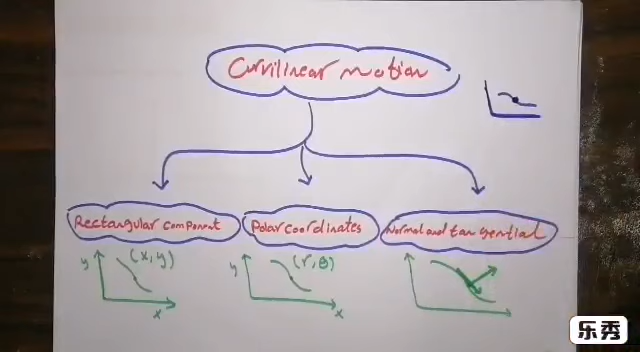 Curvilinear motion
Rectangular component
Polar coordinates
Normal and tangential
y (x,y)
x
y (r,θ)
x
乐秀